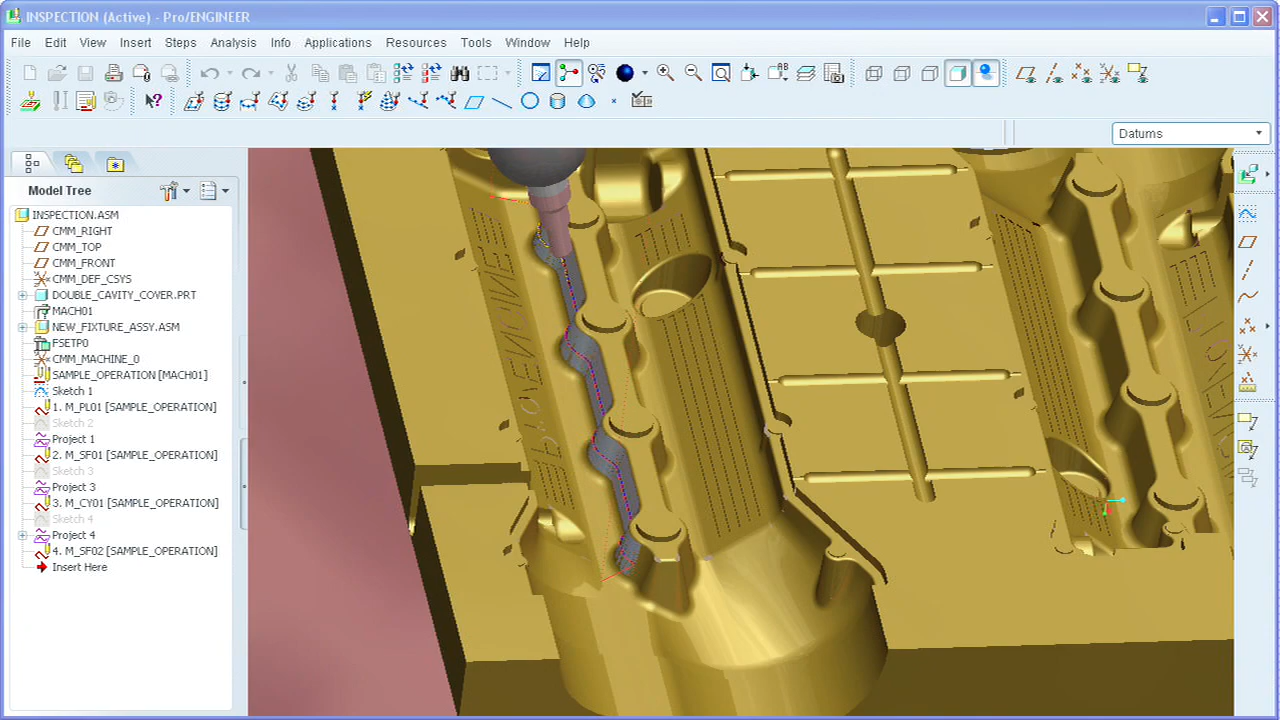 INSPECTION (Active) - Pro/ENGINEER
File Edit View Insert Steps Analysis Info Applications Resources Tools Window Help
Datums
Model Tree
INSPECTION.ASM
CMM_RIGHT
CMM_TOP
CMM_FRONT
CMM_DEF_CSYS
DOUBLE_CAVITY_COVER.PRT
MACH01
NEW_FIXTURE_ASSY.ASM
FSETP0
CMM_MACHINE_0
SAMPLE_OPERATION [MACH01]
Sketch 1
1. M_PL01 [SAMPLE_OPERATION]
Sketch 2
Project 1
2. M_SF01 [SAMPLE_OPERATION]
Sketch 3
Project 3
3. M_CY01 [SAMPLE_OPERATION]
Sketch 4
Project 4
4. M_SF02 [SAMPLE_OPERATION]
Insert Here